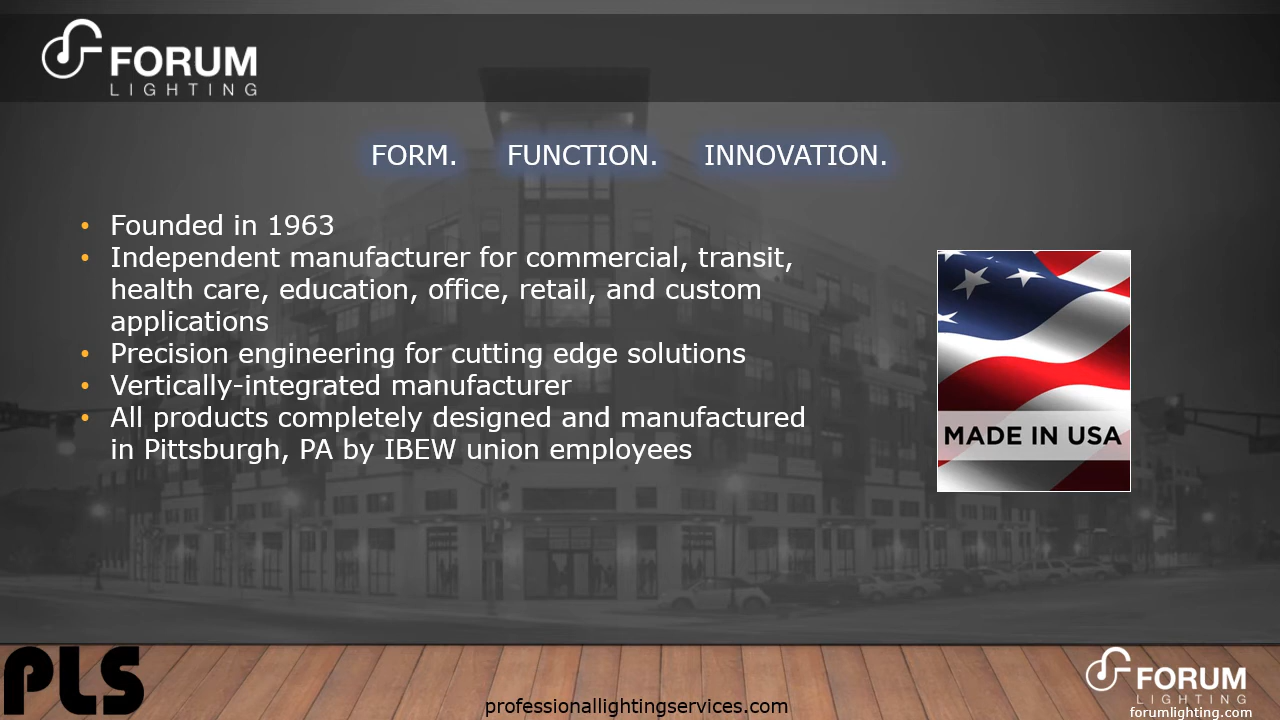 FORUM
LIGHTING
FORM. FUNCTION. INNOVATION.
• Founded in 1963
• Independent manufacturer for commercial, transit,
health care, education, office, retail, and custom
applications
• Precision engineering for cutting edge solutions
• Vertically-integrated manufacturer
• All products completely designed and manufactured
in Pittsburgh, PA by IBEW union employees
MADE IN USA
PLS
professionallightingservices.com
FORUM
LIGHTING
forumlighting.com